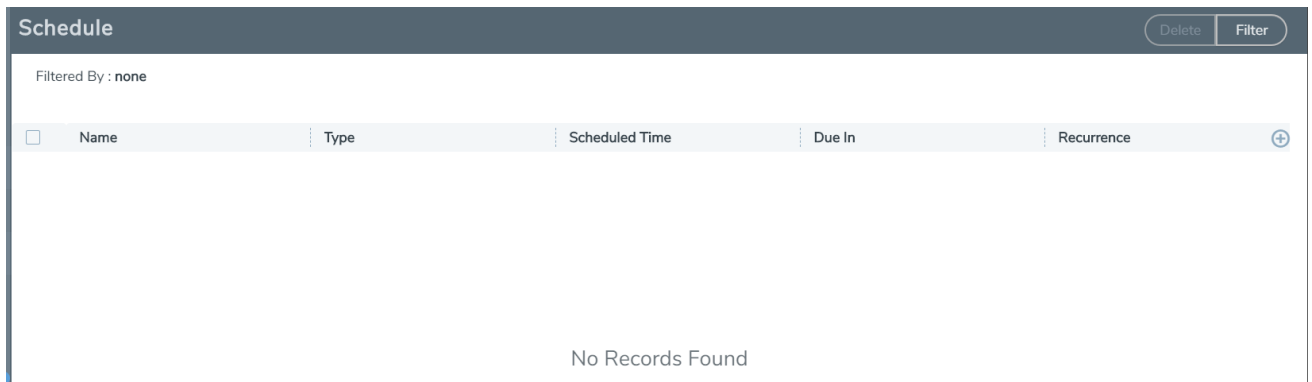 Schedule
Delete Filter
Filtered By : none
Name Type Scheduled Time Due In Recurrence
No Records Found